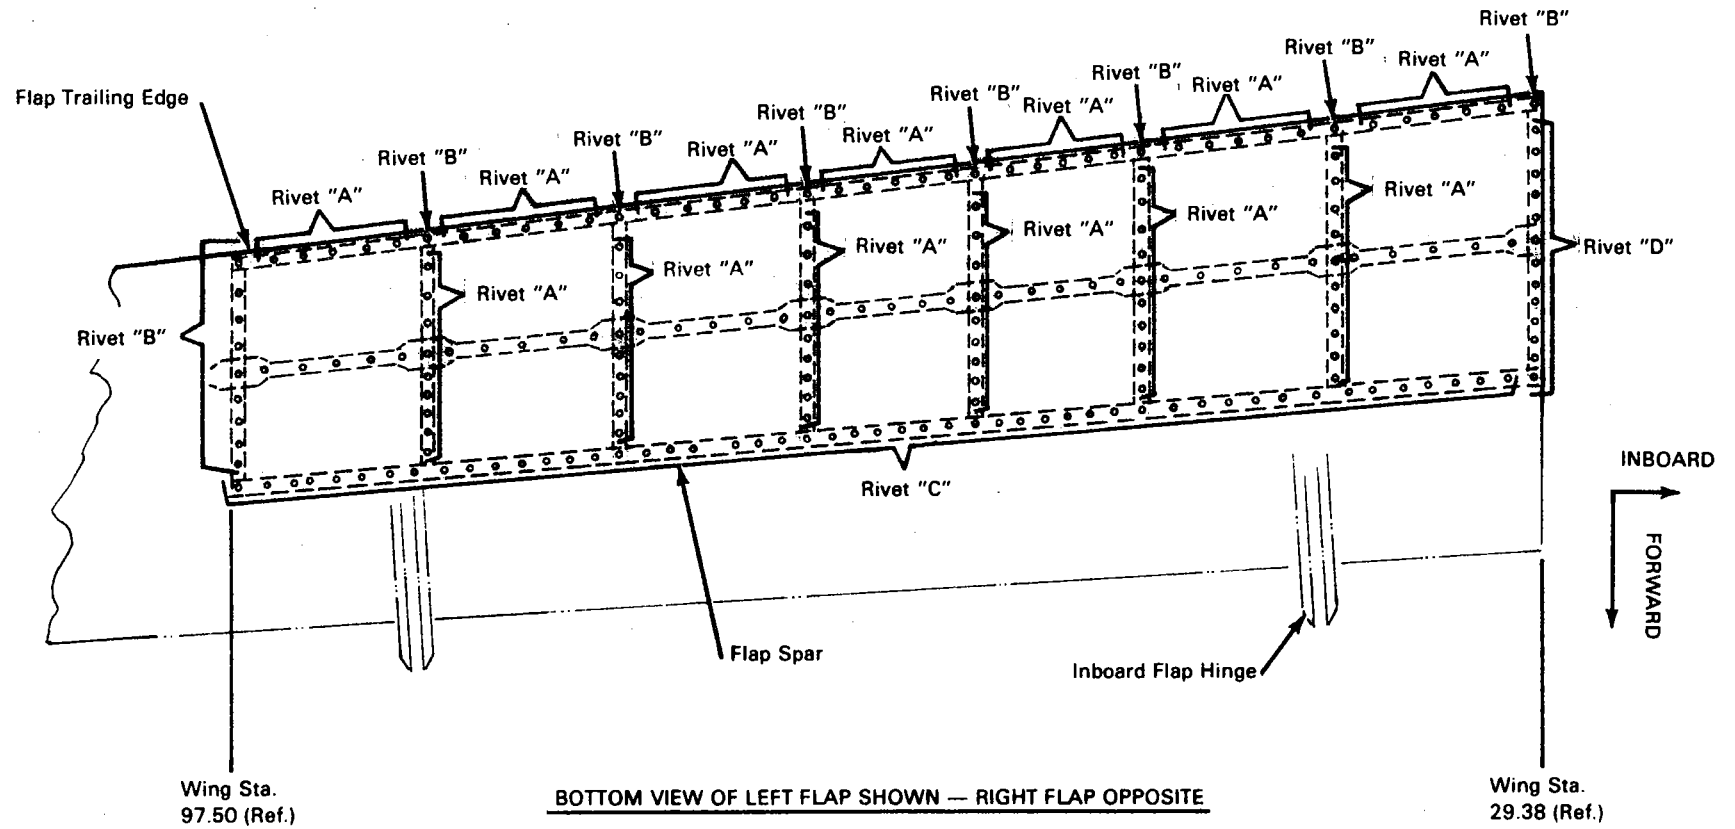 Rivet "B"
Rivet "B"
Rivet "A"
Rivet "B"
Rivet "A"
Rivet "B"
Rivet "A"
Flap Trailing Edge
Rivet "B"
Rivet "A"
Rivet "B"
Rivet "A"
Rivet "B"
Rivet "A"
Rivet "A"
Rivet "A"
Rivet "A"
Rivet "A"
Rivet "A"
Rivet "A"
Rivet "D"
Rivet "A"
Rivet "A"
Rivet "B"
INBOARD
Rivet "C"
FORWARD
Flap Spar
Inboard Flap Hinge
Wing Sta.
97.50 (Ref.)
BOTTOM VIEW OF LEFT FLAP SHOWN — RIGHT FLAP OPPOSITE
Wing Sta.
29.38 (Ref.)